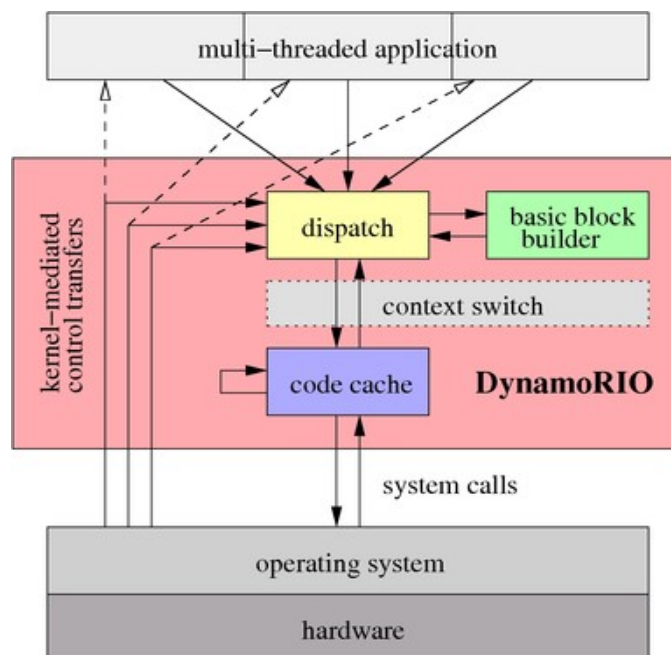 multi-threaded application
kernel-mediated
control transfers
dispatch
basic block
builder
context switch
code cache
DynamoRIO
system calls
operating system
hardware